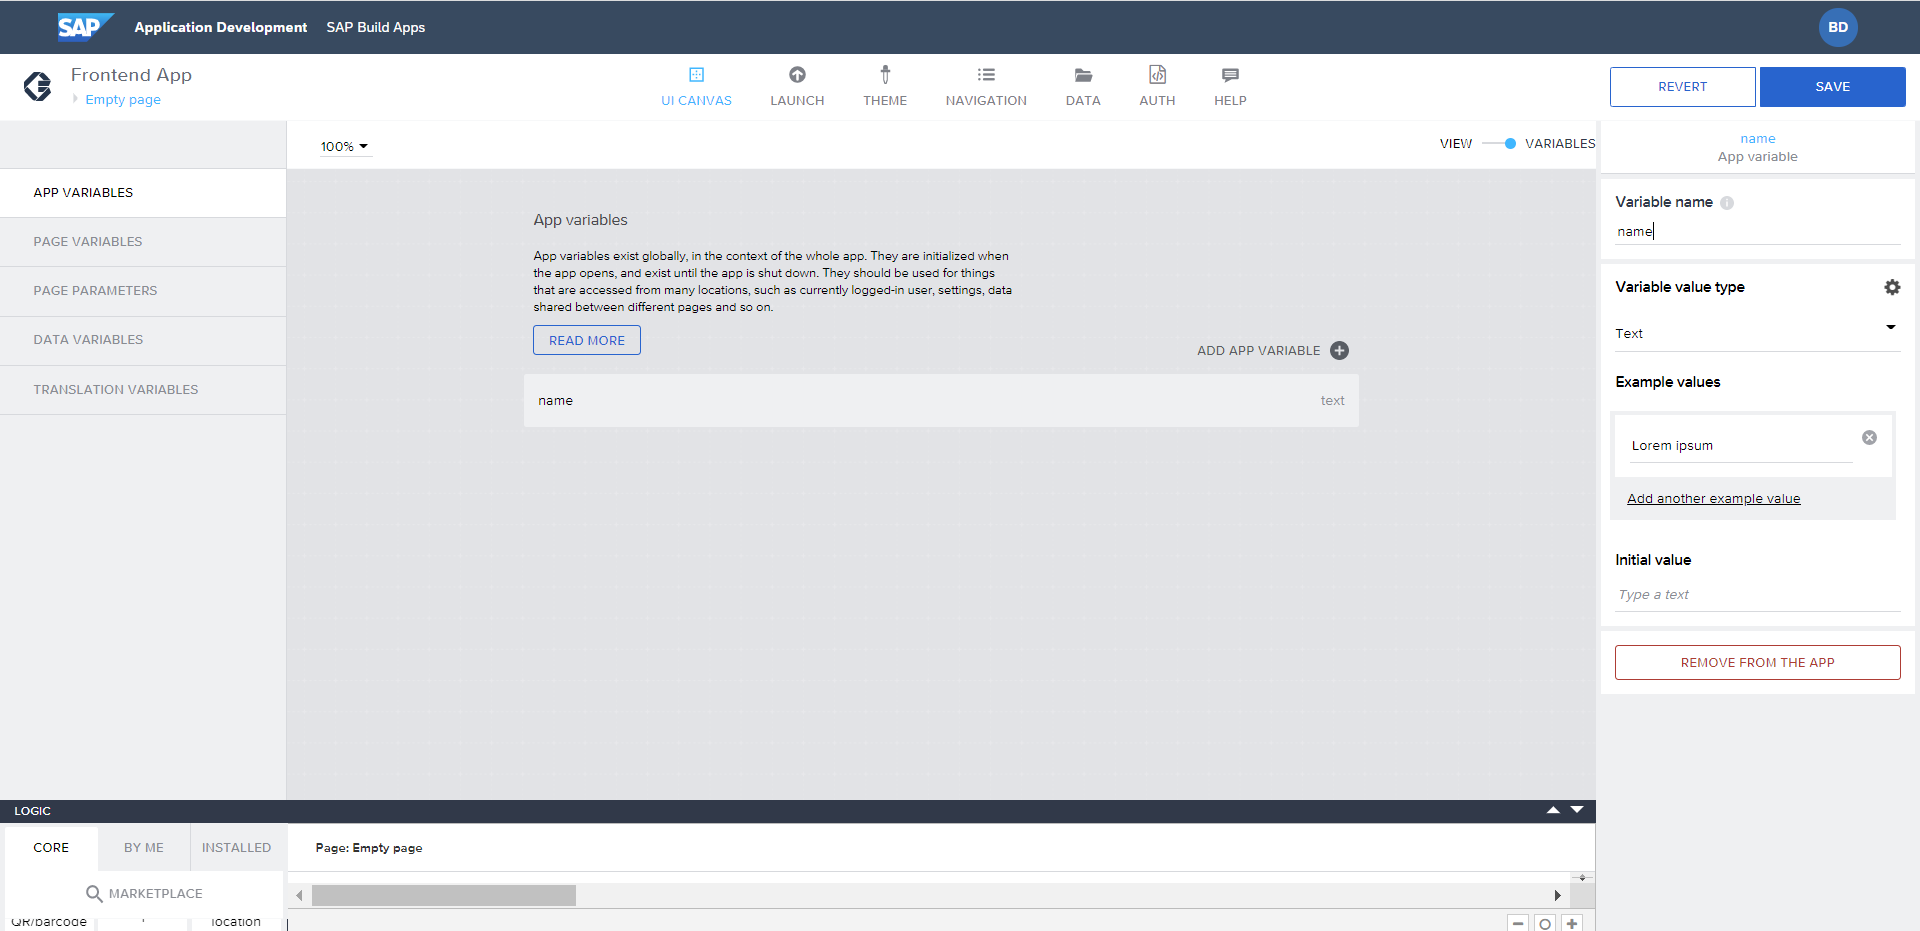 SAP Application Development SAP Build Apps BD
Frontend App
Empty page
UI CANVAS LAUNCH THEME NAVIGATION DATA AUTH HELP
REVERT SAVE
100%
VIEW VARIABLES
name
App variable
APP VARIABLES
PAGE VARIABLES
PAGE PARAMETERS
DATA VARIABLES
TRANSLATION VARIABLES
App variables
App variables exist globally, in the context of the whole app. They are initialized when
the app opens, and exist until the app is shut down. They should be used for things
that are accessed from many locations, such as currently logged-in user, settings, data
shared between different pages and so on.
READ MORE
ADD APP VARIABLE
name text
Variable name
name
Variable value type
Text
Example values
Lorem ipsum
Add another example value
Initial value
Type a text
REMOVE FROM THE APP
LOGIC
CORE BY ME INSTALLED
Page: Empty page
MARKETPLACE
QR/barcode location